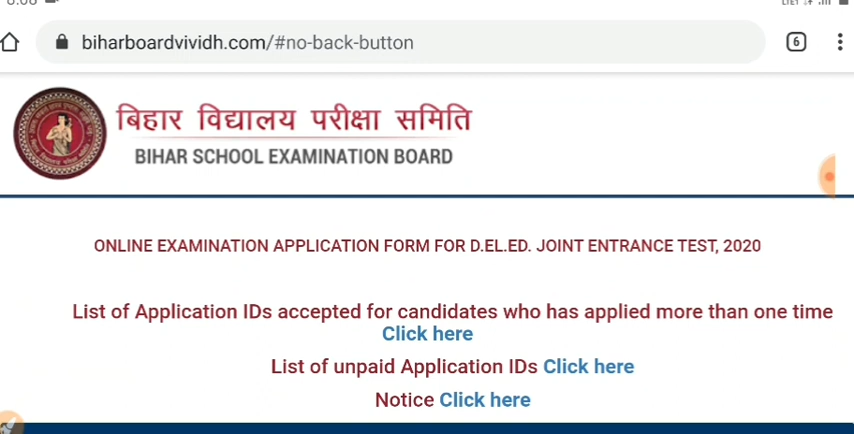 biharboardvividh.com/#no-back-button
6
बिहार विद्यालय परीक्षा समिति
BIHAR SCHOOL EXAMINATION BOARD
ONLINE EXAMINATION APPLICATION FORM FOR D.EL.ED. JOINT ENTRANCE TEST, 2020
List of Application IDs accepted for candidates who has applied more than one time
Click here
List of unpaid Application IDs Click here
Notice Click here